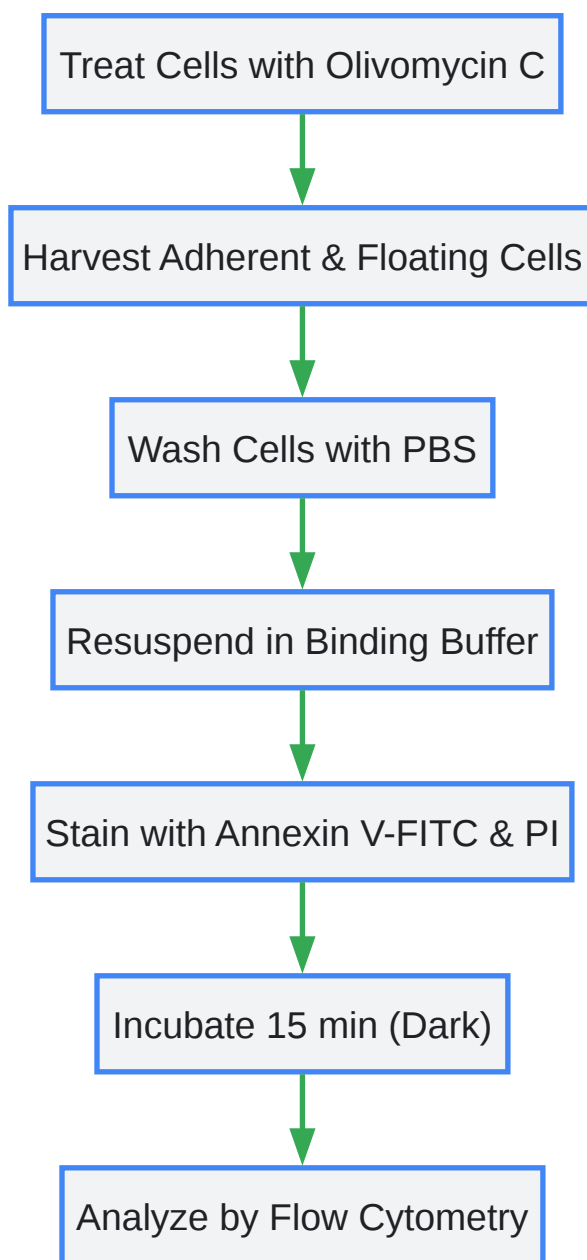 Treat Cells with Olivomycin C
Harvest Adherent & Floating Cells
Wash Cells with PBS
Resuspend in Binding Buffer
Stain with Annexin V-FITC & PI
Incubate 15 min (Dark)
Analyze by Flow Cytometry